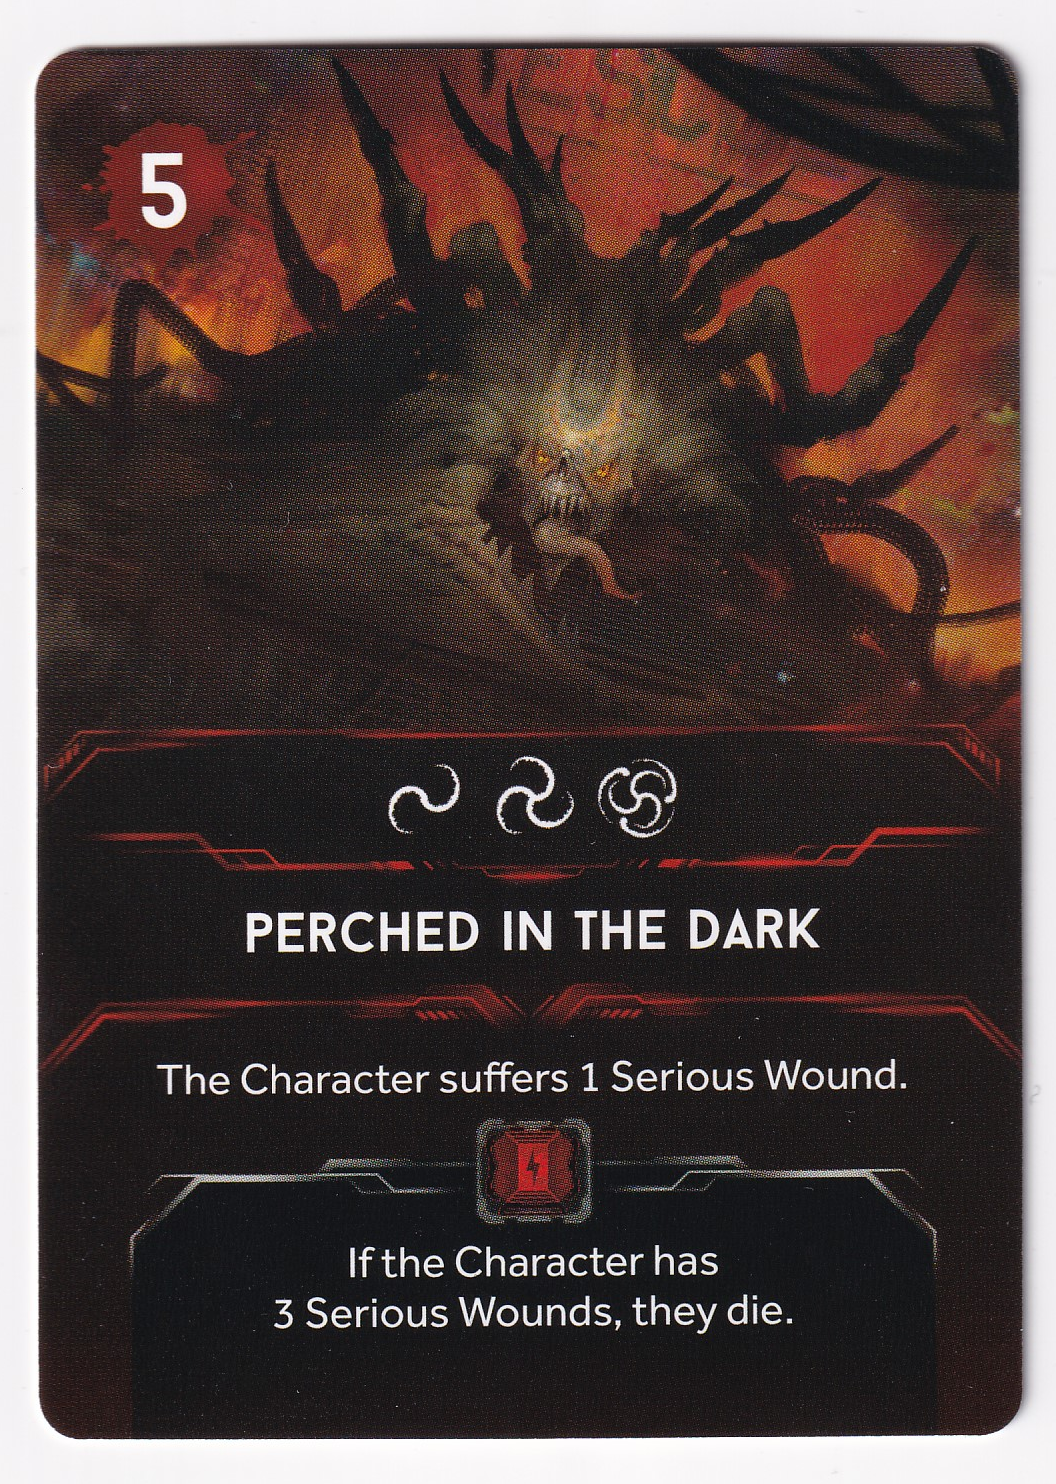 5
PERCHED IN THE DARK
The Character suffers 1 Serious Wound.
If the Character has
3 Serious Wounds, they die.